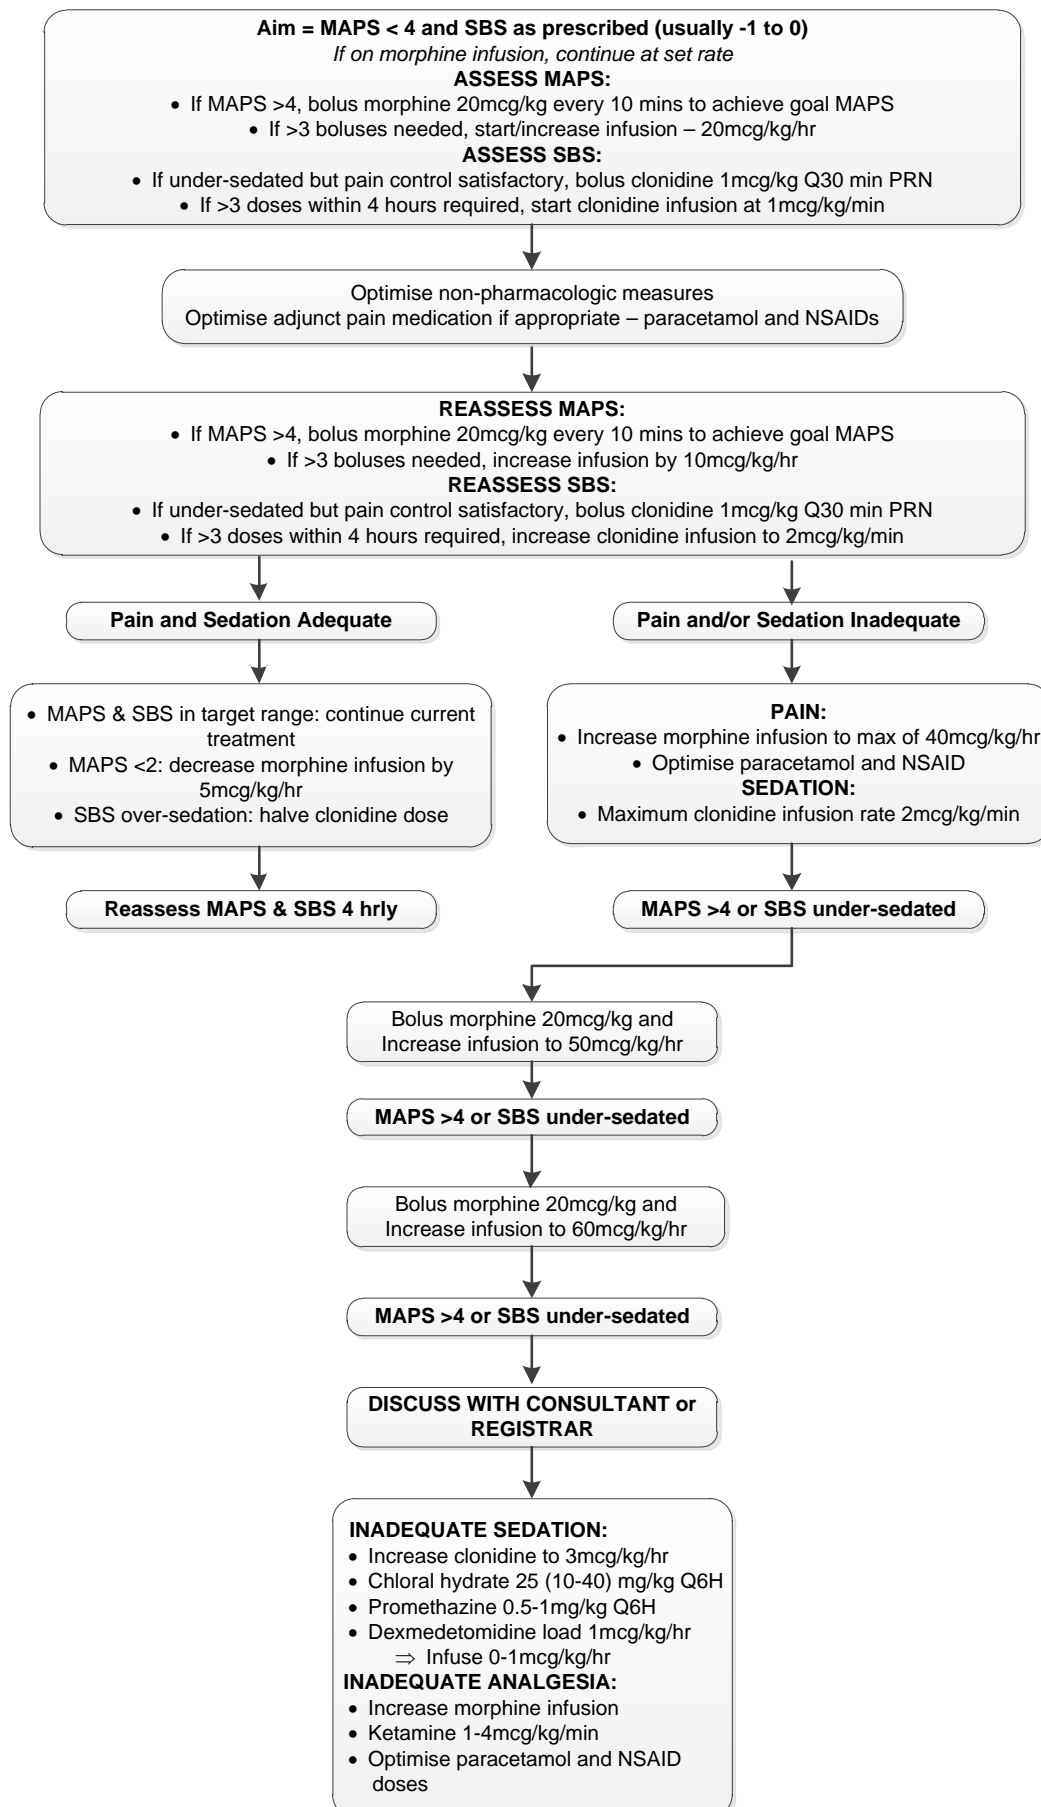 Aim = MAPS < 4 and SBS as prescribed (usually -1 to 0)
If on morphine infusion, continue at set rate
ASSESS MAPS:
• If MAPS >4, bolus morphine 20mcg/kg every 10 mins to achieve goal MAPS
• If >3 boluses needed, start/increase infusion – 20mcg/kg/hr
ASSESS SBS:
• If under-sedated but pain control satisfactory, bolus clonidine 1mcg/kg Q30 min PRN
• If >3 doses within 4 hours required, start clonidine infusion at 1mcg/kg/min
Optimise non-pharmacologic measures
Optimise adjunct pain medication if appropriate – paracetamol and NSAIDs
REASSESS MAPS:
• If MAPS >4, bolus morphine 20mcg/kg every 10 mins to achieve goal MAPS
• If >3 boluses needed, increase infusion by 10mcg/kg/hr
REASSESS SBS:
• If under-sedated but pain control satisfactory, bolus clonidine 1mcg/kg Q30 min PRN
• If >3 doses within 4 hours required, increase clonidine infusion to 2mcg/kg/min
Pain and Sedation Adequate
• MAPS & SBS in target range: continue current
treatment
• MAPS <2: decrease morphine infusion by
5mcg/kg/hr
• SBS over-sedation: halve clonidine dose
Reassess MAPS & SBS 4 hrly
Pain and/or Sedation Inadequate
PAIN:
• Increase morphine infusion to max of 40mcg/kg/hr
• Optimise paracetamol and NSAID
SEDATION:
• Maximum clonidine infusion rate 2mcg/kg/min
MAPS >4 or SBS under-sedated
Bolus morphine 20mcg/kg and
Increase infusion to 50mcg/kg/hr
MAPS >4 or SBS under-sedated
Bolus morphine 20mcg/kg and
Increase infusion to 60mcg/kg/hr
MAPS >4 or SBS under-sedated
DISCUSS WITH CONSULTANT or
REGISTRAR
INADEQUATE SEDATION:
• Increase clonidine to 3mcg/kg/hr
• Chloral hydrate 25 (10-40) mg/kg Q6H
• Promethazine 0.5-1mg/kg Q6H
• Dexmedetomidine load 1mcg/kg/hr
⇒ Infuse 0-1mcg/kg/hr
INADEQUATE ANALGESIA:
• Increase morphine infusion
• Ketamine 1-4mcg/kg/min
• Optimise paracetamol and NSAID
doses